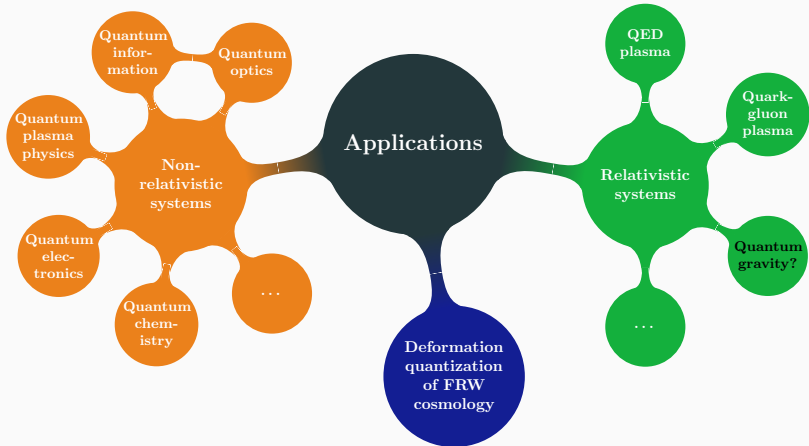 Quantum
infor-
mation
Quantum
optics
Quantum
plasma
physics
Non-
relativistic
systems
Quantum
elec-
tronics
Quantum
chem-
istry
...
Applications
Deformation
quantization
of FRW
cosmology
QED
plasma
Quark-
gluon
plasma
Relativistic
systems
Quantum
gravity?
...